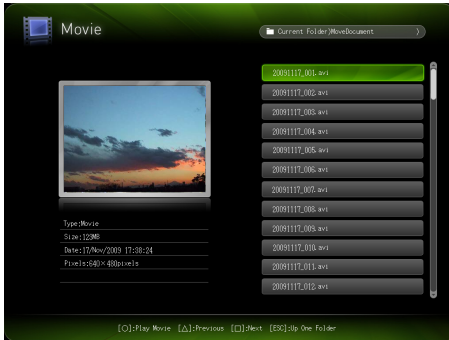 Movie
Current Folder)MoveDocument 〉
20091117_001.avi
20091117_002.avi
20091117_003.avi
20091117_004.avi
20091117_005.avi
20091117_006.avi
20091117_007.avi
20091117_008.avi
20091117_009.avi
20091117_010.avi
20091117_011.avi
20091117_012.avi
Type:Movie
Size:129MB
Date:17/Nov/2009 17:38:24
Pixels:640×480pixels
[○]:Play Movie [△]:Previous [□]:Next [ESC]:Up One Folder